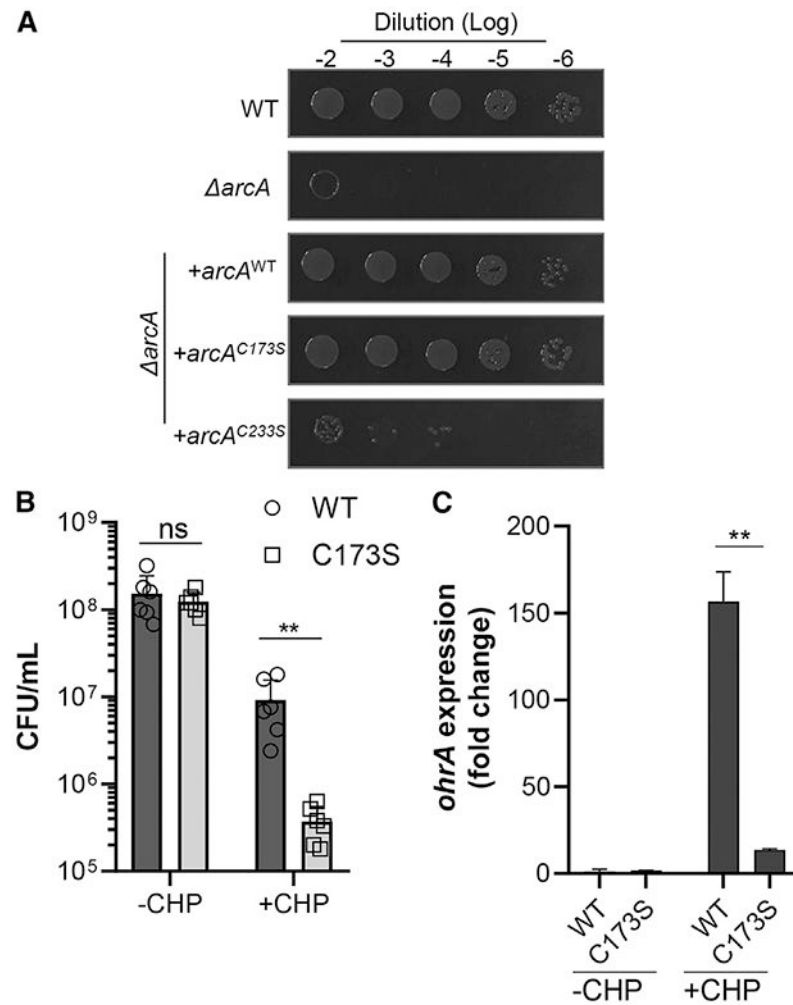 A
Dilution (Log)
-2 -3 -4 -5 -6
WT
ΔarcA
ΔarcA
+arcA^WT
+arcA^C173S
+arcA^C233S
B
CFU/mL
10^9
10^8
10^7
10^6
10^5
ns
**
WT
C173S
-CHP +CHP
C
ohrA expression
(fold change)
200
150
100
50
0
**
WT C173S WT C173S
-CHP +CHP